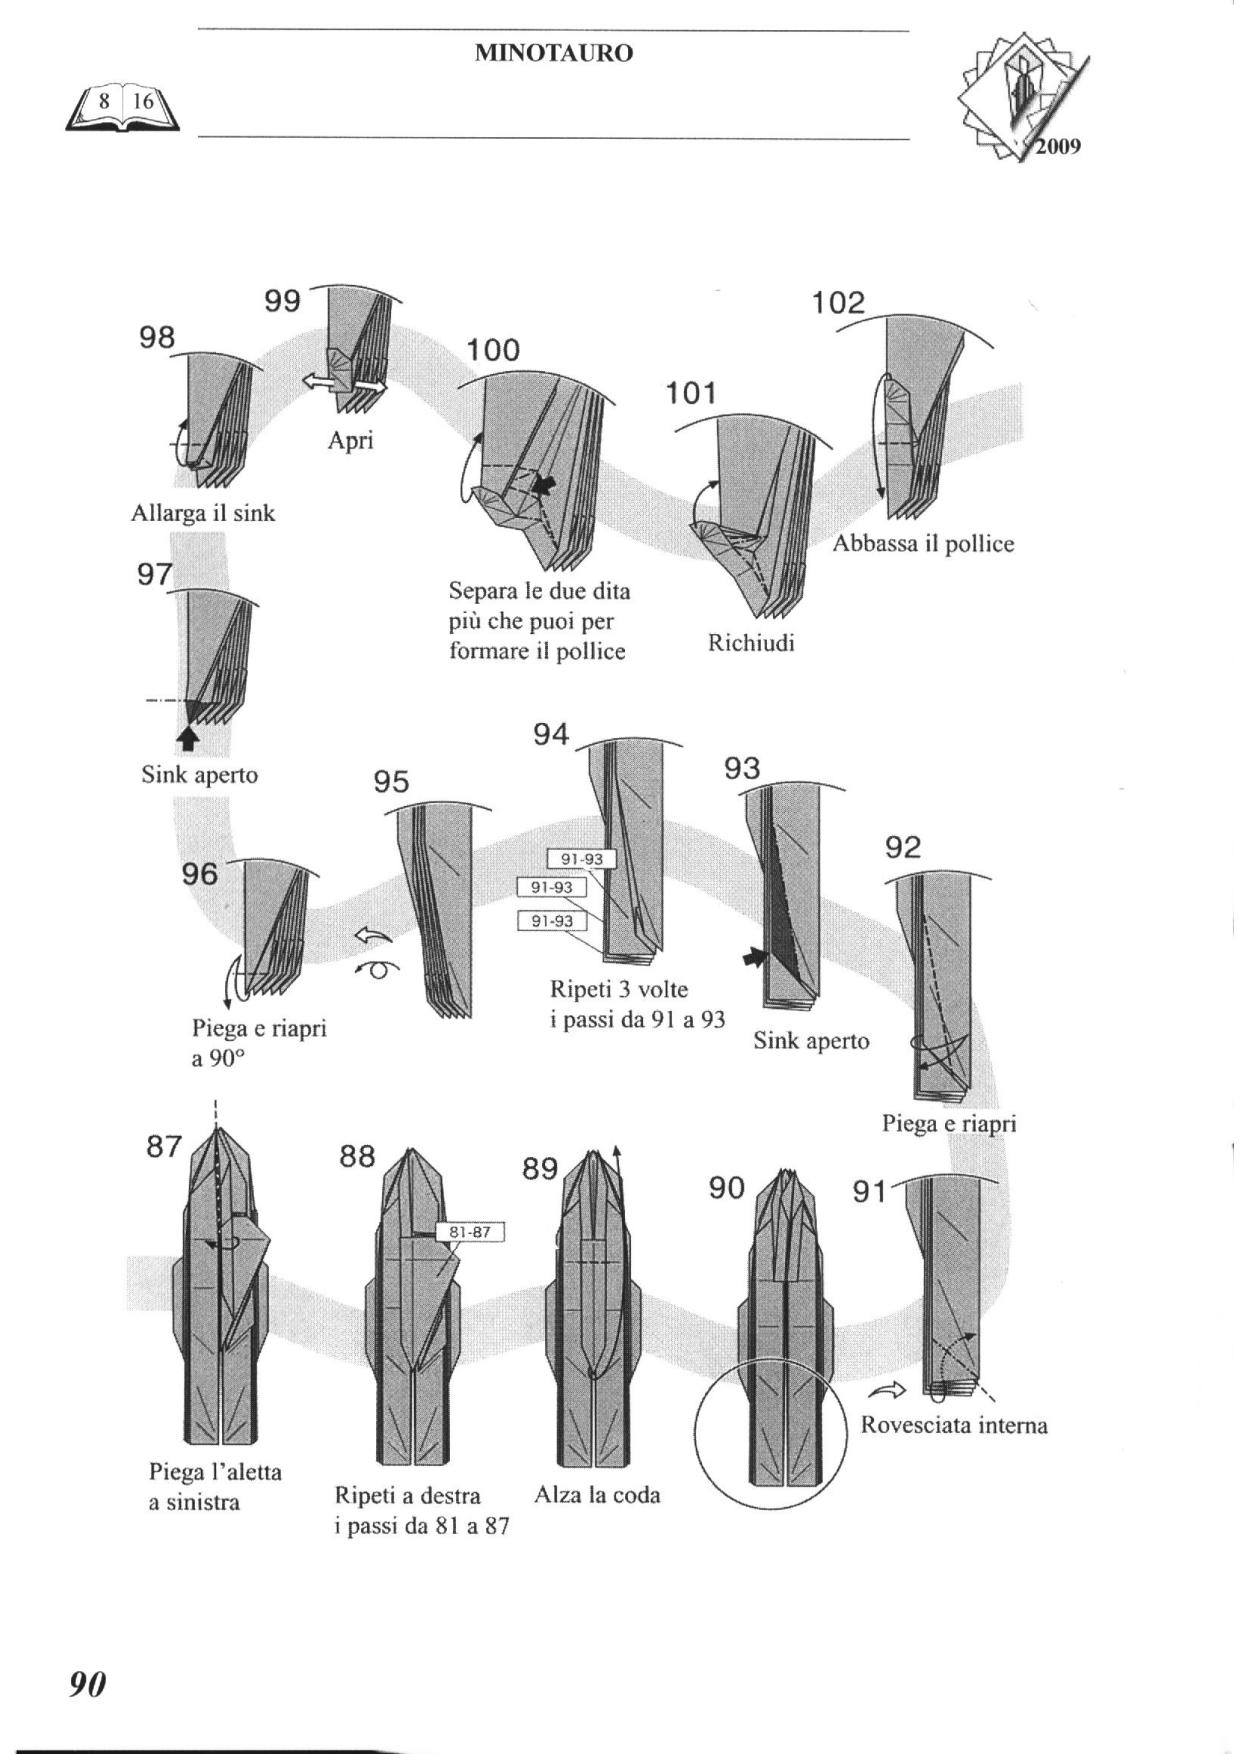 MINOTAURO
8 16
2009
87
Piega l'aletta
a sinistra
88
81-87
Ripeti a destra
i passi da 81 a 87
89
Alza la coda
90
91
Rovesciata interna
92
Piega e riapri
93
Sink aperto
94
91-93
91-93
91-93
Ripeti 3 volte
i passi da 91 a 93
95
96
Piega e riapri
a 90°
97
Sink aperto
98
Allarga il sink
99
Apri
100
Separa le due dita
più che puoi per
formare il pollice
101
Richiudi
102
Abbassa il pollice
90